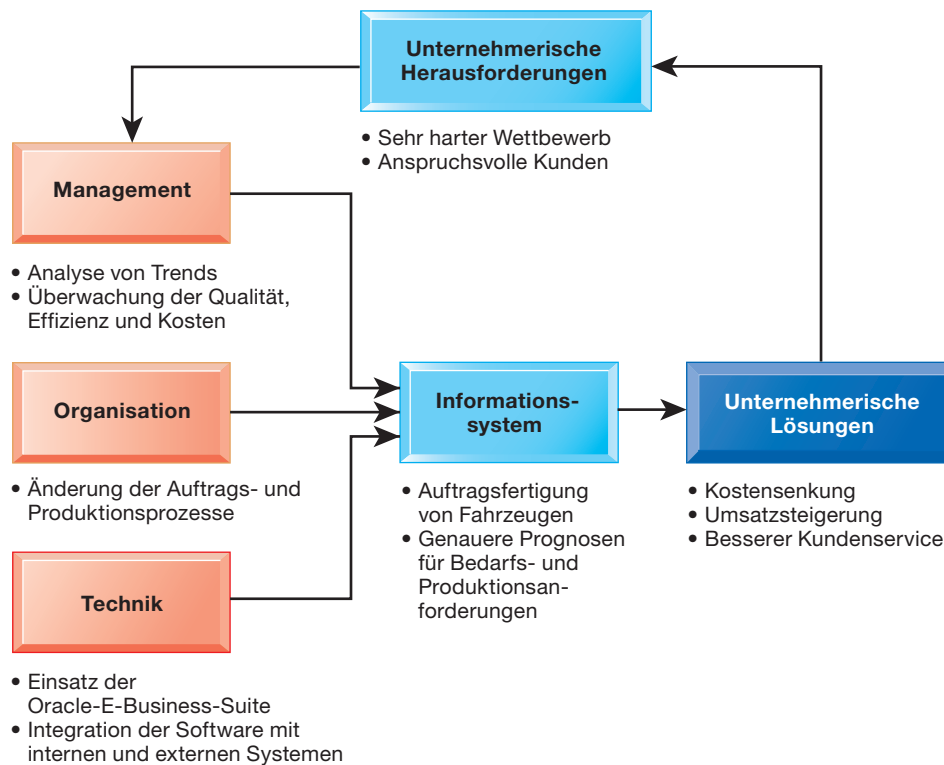 Unternehmerische
Herausforderungen
• Sehr harter Wettbewerb
• Anspruchsvolle Kunden
Management
• Analyse von Trends
• Überwachung der Qualität,
Effizienz und Kosten
Organisation
• Änderung der Auftrags- und
Produktionsprozesse
Technik
• Einsatz der
Oracle-E-Business-Suite
• Integration der Software mit
internen und externen Systemen
Informations-
system
• Auftragsfertigung
von Fahrzeugen
• Genauere Prognosen
für Bedarfs- und
Produktionsan-
forderungen
Unternehmerische
Lösungen
• Kostensenkung
• Umsatzsteigerung
• Besserer Kundenservice